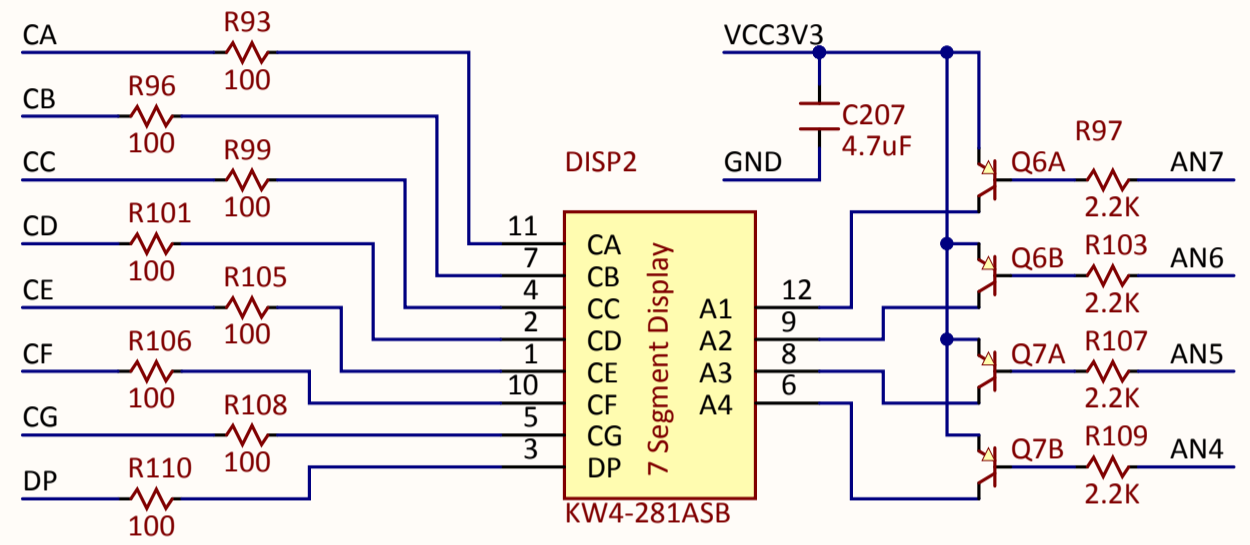 CA
R93
100
CB
R96
100
CC
R99
100
CD
R101
100
CE
R105
100
CF
R106
100
CG
R108
100
DP
R110
100
DISP2
11
7
4
2
1
10
5
3
CA
CB
CC
CD
CE
CF
CG
DP
7 Segment Display
A1
A2
A3
A4
12
9
8
6
KW4-281ASB
VCC3V3
C207
4.7uF
GND
Q6A
R97
2.2K
AN7
Q6B
R103
2.2K
AN6
Q7A
R107
2.2K
AN5
Q7B
R109
2.2K
AN4